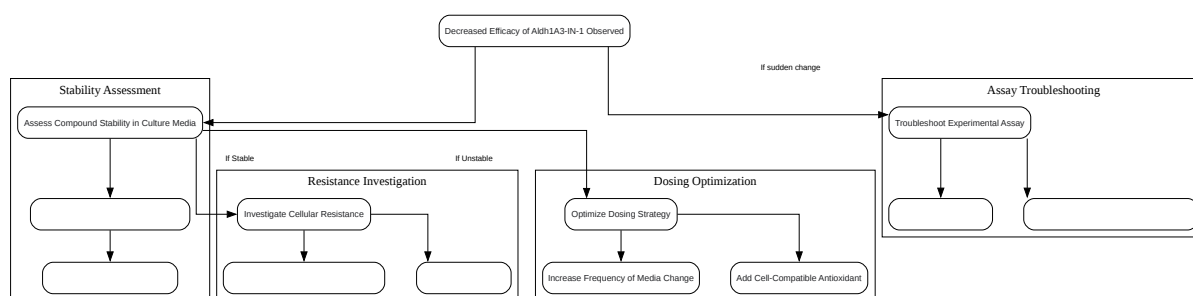 Decreased Efficacy of Aldh1A3-IN-1 Observed
If sudden change
Stability Assessment
Assay Troubleshooting
Assess Compound Stability in Culture Media
Troubleshoot Experimental Assay
If Stable
If Unstable
Resistance Investigation
Dosing Optimization
Investigate Cellular Resistance
Optimize Dosing Strategy
Increase Frequency of Media Change
Add Cell-Compatible Antioxidant